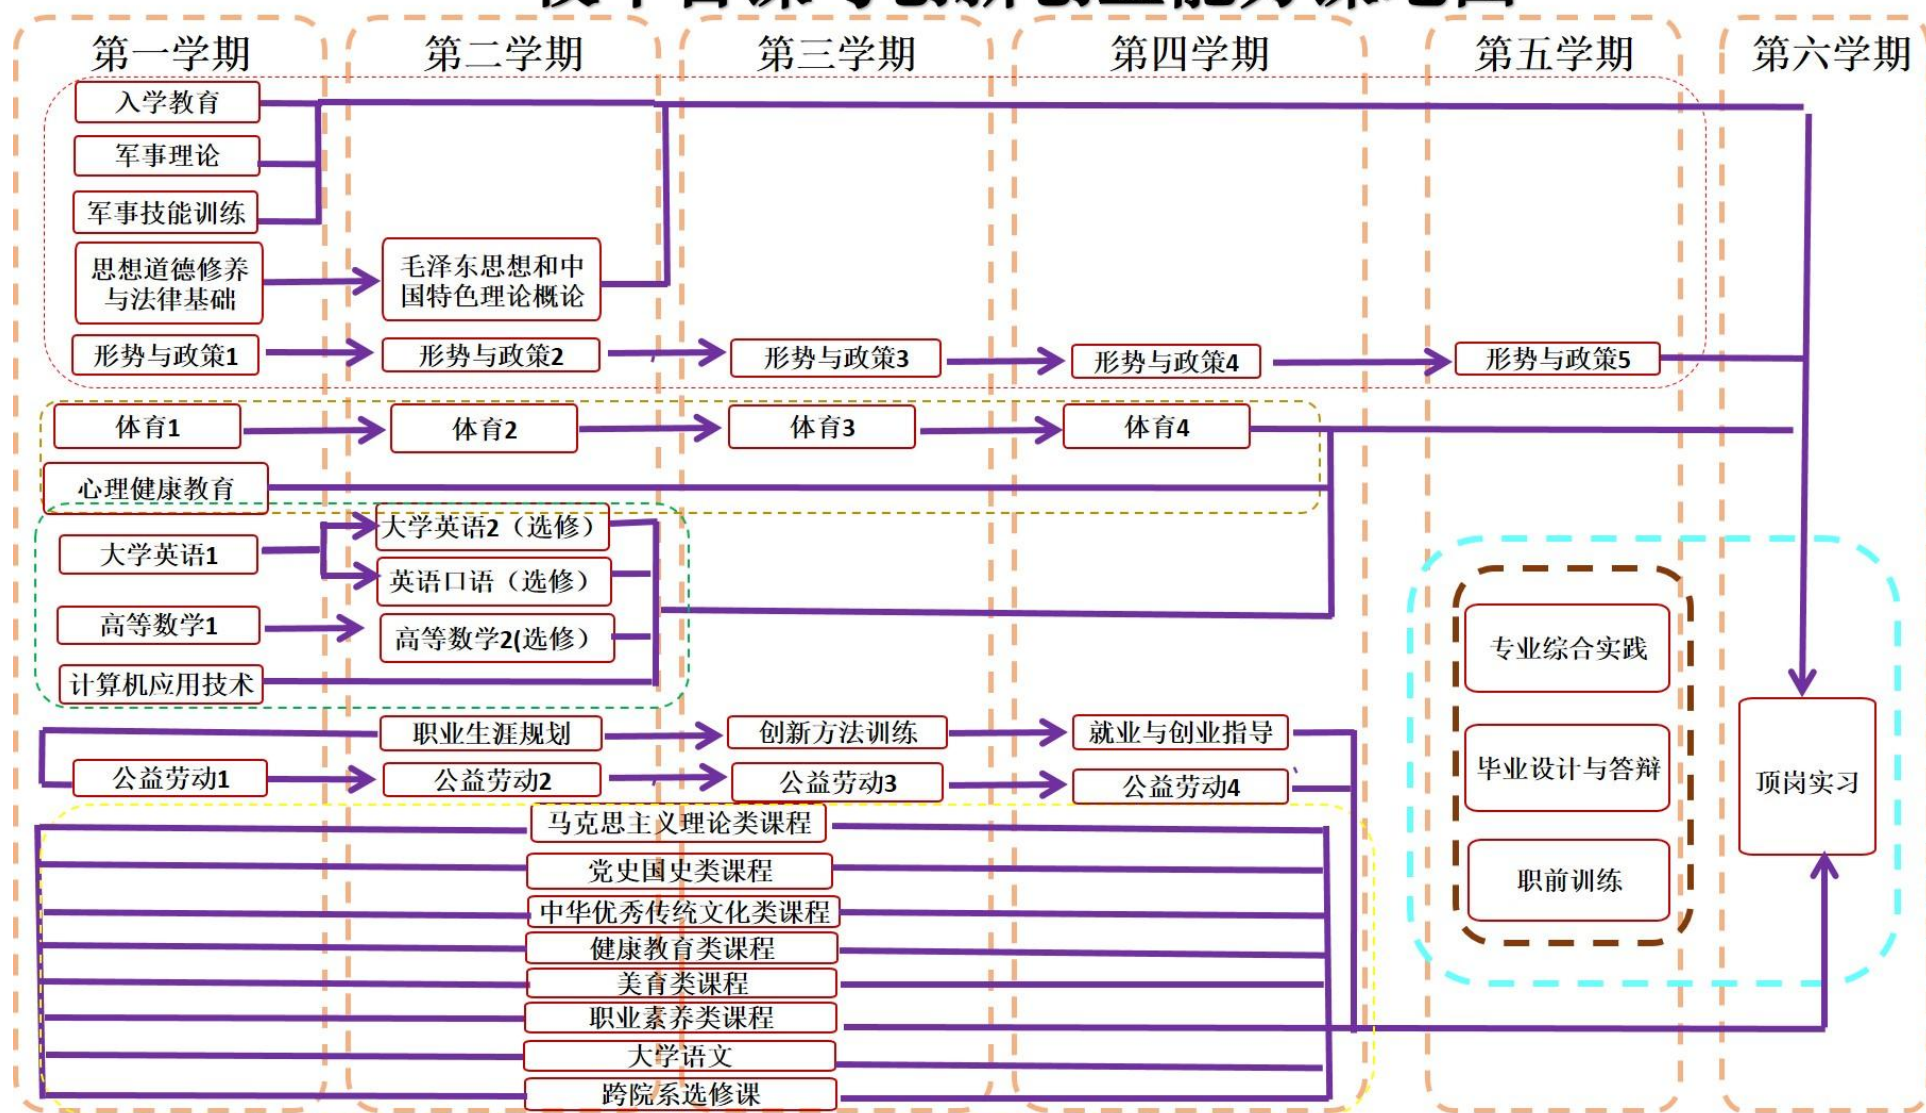 第一学期
第二学期
第三学期
第四学期
第五学期
第六学期
入学教育
军事理论
军事技能训练
思想道德修养
与法律基础
毛泽东思想和中
国特色理论概论
形势与政策1
形势与政策2
形势与政策3
形势与政策4
形势与政策5
体育1
体育2
体育3
体育4
心理健康教育
大学英语1
大学英语2（选修）
英语口语（选修）
高等数学1
高等数学2(选修）
计算机应用技术
职业生涯规划
创新方法训练
就业与创业指导
公益劳动1
公益劳动2
公益劳动3
公益劳动4
马克思主义理论类课程
党史国史类课程
中华优秀传统文化类课程
健康教育类课程
美育类课程
职业素养类课程
大学语文
跨院系选修课
专业综合实践
毕业设计与答辩
职前训练
顶岗实习